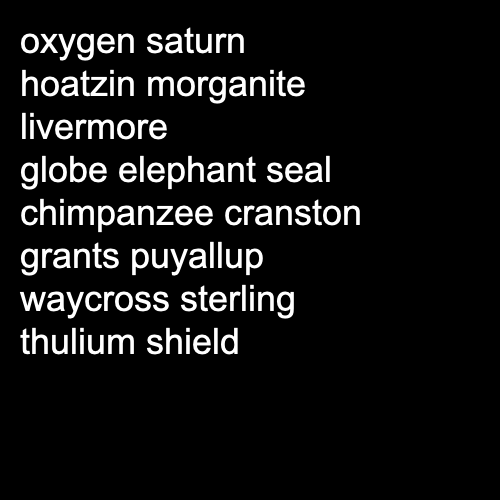 oxygen saturn
hoatzin morganite
livermore
globe elephant seal
chimpanzee cranston
grants puyallup
waycross sterling
thulium shield